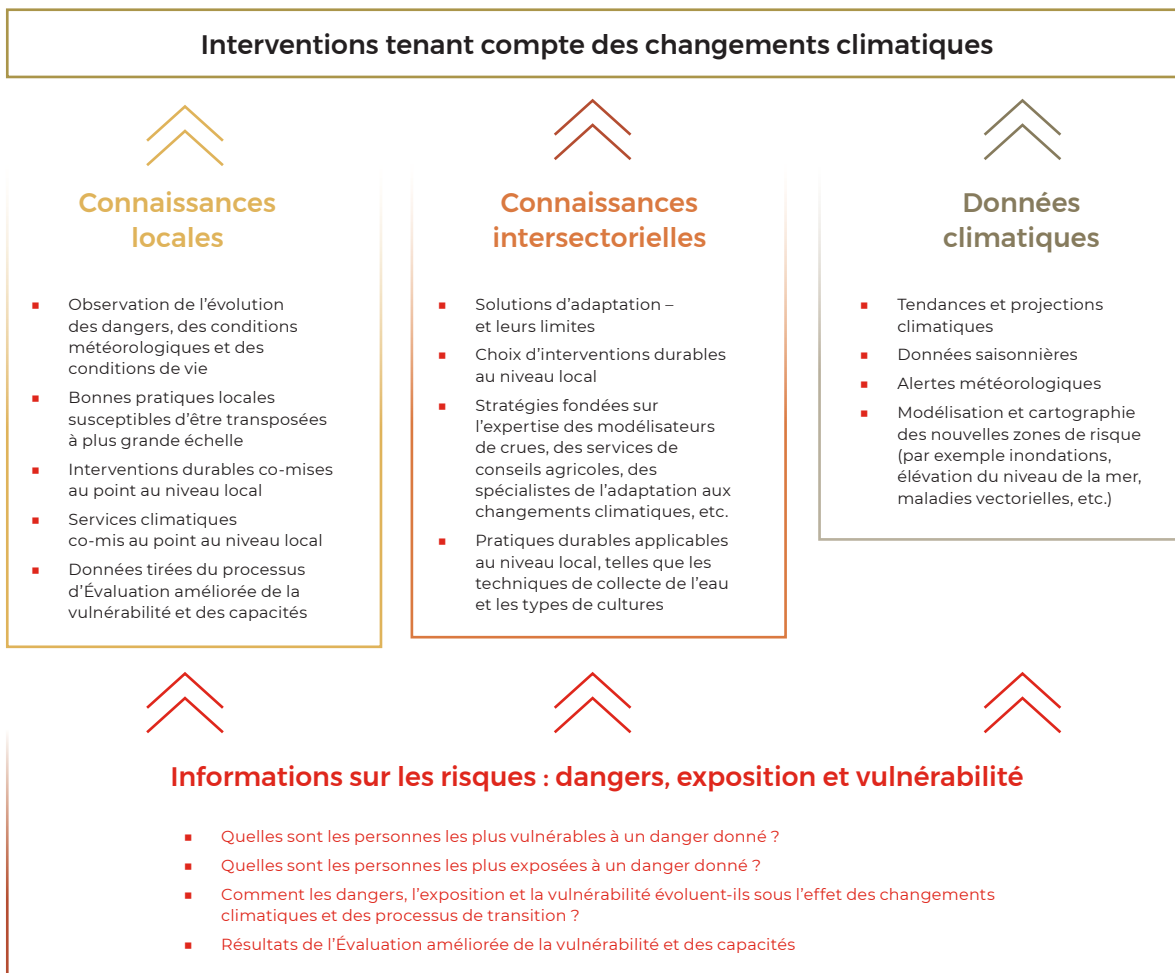 Interventions tenant compte des changements climatiques
Connaissances
locales
▪ Observation de l'évolution
des dangers, des conditions
météorologiques et des
conditions de vie
▪ Bonnes pratiques locales
susceptibles d'être transposées
à plus grande échelle
▪ Interventions durables co-mises
au point au niveau local
▪ Services climatiques
co-mis au point au niveau local
▪ Données tirées du processus
d'Évaluation améliorée de la
vulnérabilité et des capacités
Connaissances
intersectorielles
▪ Solutions d'adaptation –
et leurs limites
▪ Choix d'interventions durables
au niveau local
▪ Stratégies fondées sur
l'expertise des modélisateurs
de crues, des services de
conseils agricoles, des
spécialistes de l'adaptation aux
changements climatiques, etc.
▪ Pratiques durables applicables
au niveau local, telles que les
techniques de collecte de l'eau
et les types de cultures
Données
climatiques
▪ Tendances et projections
climatiques
▪ Données saisonnières
▪ Alertes météorologiques
▪ Modélisation et cartographie
des nouvelles zones de risque
(par exemple inondations,
élévation du niveau de la mer,
maladies vectorielles, etc.)
Informations sur les risques : dangers, exposition et vulnérabilité
▪ Quelles sont les personnes les plus vulnérables à un danger donné ?
▪ Quelles sont les personnes les plus exposées à un danger donné ?
▪ Comment les dangers, l'exposition et la vulnérabilité évoluent-ils sous l'effet des changements
climatiques et des processus de transition ?
▪ Résultats de l'Évaluation améliorée de la vulnérabilité et des capacités